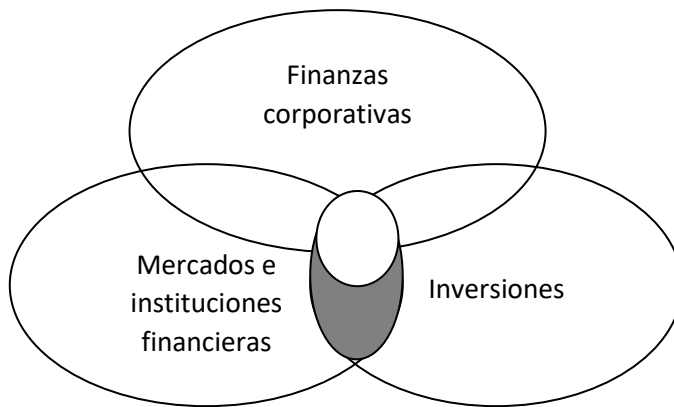 Finanzas
corporativas
Mercados e
instituciones
financieras
Inversiones